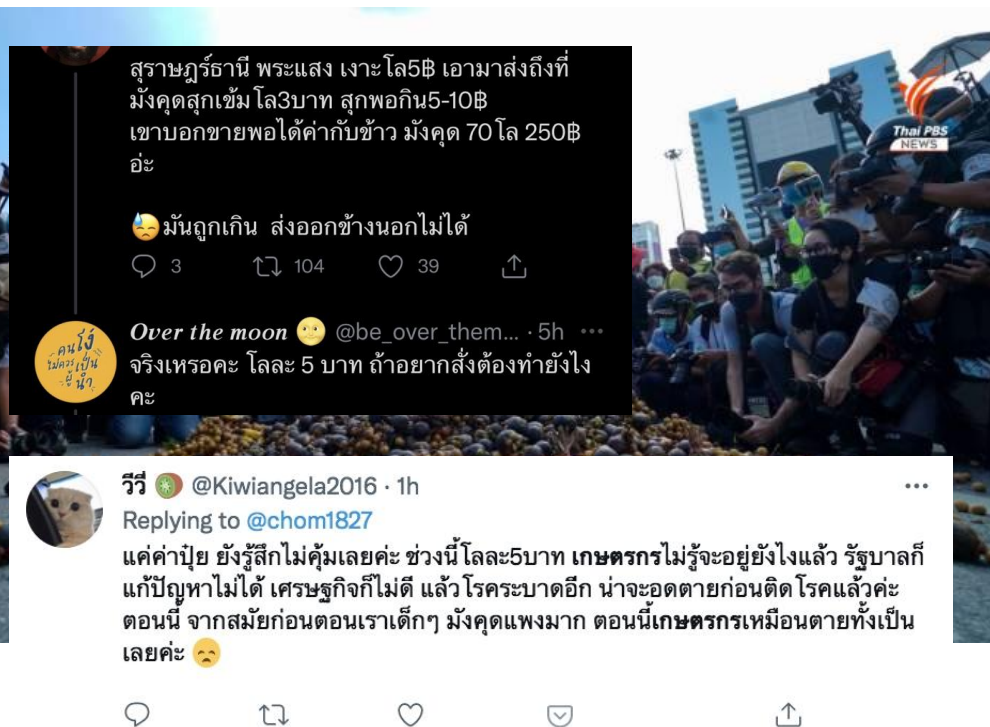 สุราษฎร์ธานี พระแสง เงาะโล5฿ เอามาส่งถึงที่
มังคุดสุกเข้ม โล3บาท สุกพอกิน5-10฿
เขาบอกขายพอได้ค่ากับข้าว มังคุด 70 โล 250฿
อ่ะ
😓มันถูกเกิน ส่งออกข้างนอกไม่ได้
3 104 39
Thai PBS
NEWS
คนโง่
ไม่ควรเป็น
ผู้นำ
Over the moon 🌝 @be_over_them... · 5h ···
จริงเหรอคะ โลละ 5 บาท ถ้าอยากสั่งต้องทำยังไง
คะ
วีวี่ 🥝 @Kiwiangela2016 · 1h ···
Replying to @chom1827
แค่ค่าปุ๋ย ยังรู้สึกไม่คุ้มเลยค่ะ ช่วงนี้โลละ5บาท เกษตรกรไม่รู้จะอยู่ยังไงแล้ว รัฐบาลก็
แก้ปัญหาไม่ได้ เศรษฐกิจก็ไม่ดี แล้วโรคระบาดอีก น่าจะอดตายก่อนติดโรคแล้วค่ะ
ตอนนี้ จากสมัยก่อนตอนเราเด็กๆ มังคุดแพงมาก ตอนนี้เกษตรกรเหมือนตายทั้งเป็น
เลยค่ะ 😞